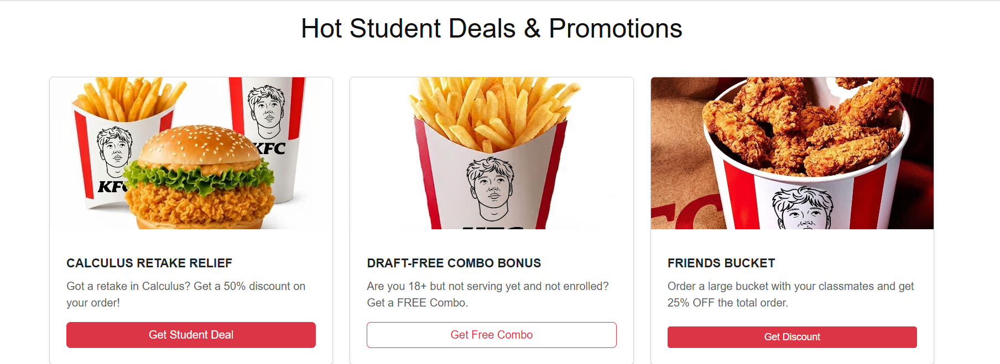 Hot Student Deals & Promotions
KFC
KFC
CALCULUS RETAKE RELIEF
Got a retake in Calculus? Get a 50% discount on
your order!
Get Student Deal
DRAFT-FREE COMBO BONUS
Are you 18+ but not serving yet and not enrolled?
Get a FREE Combo.
Get Free Combo
FRIENDS BUCKET
Order a large bucket with your classmates and get
25% OFF the total order.
Get Discount